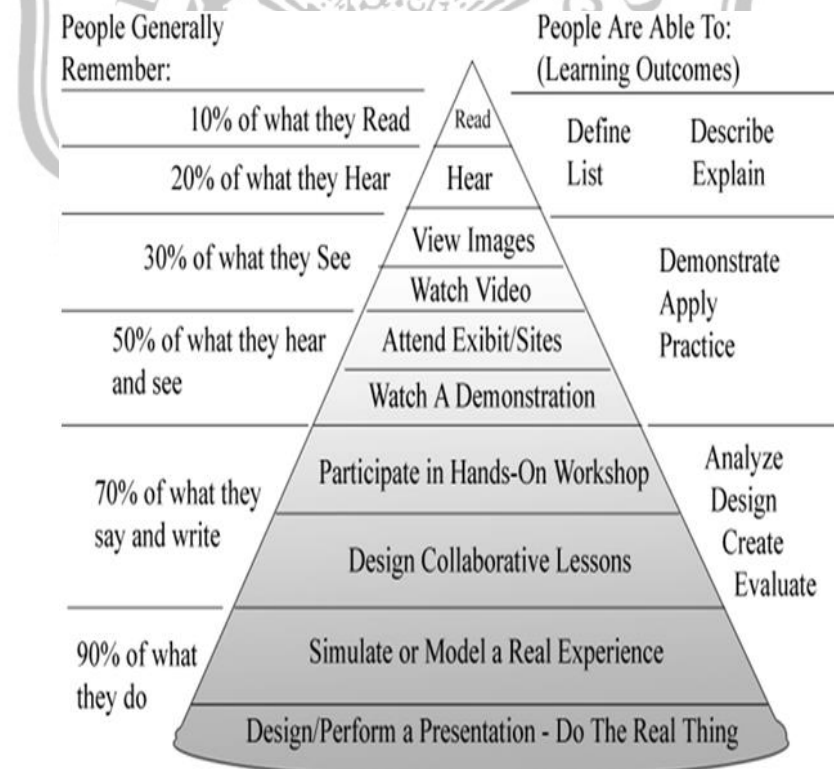 People Generally
Remember:
10% of what they Read
20% of what they Hear
30% of what they See
50% of what they hear
and see
70% of what they
say and write
90% of what
they do
Read
Hear
View Images
Watch Video
Attend Exibit/Sites
Watch A Demonstration
Participate in Hands-On Workshop
Design Collaborative Lessons
Simulate or Model a Real Experience
Design/Perform a Presentation - Do The Real Thing
People Are Able To:
(Learning Outcomes)
Define Describe
List Explain
Demonstrate
Apply
Practice
Analyze
Design
Create
Evaluate